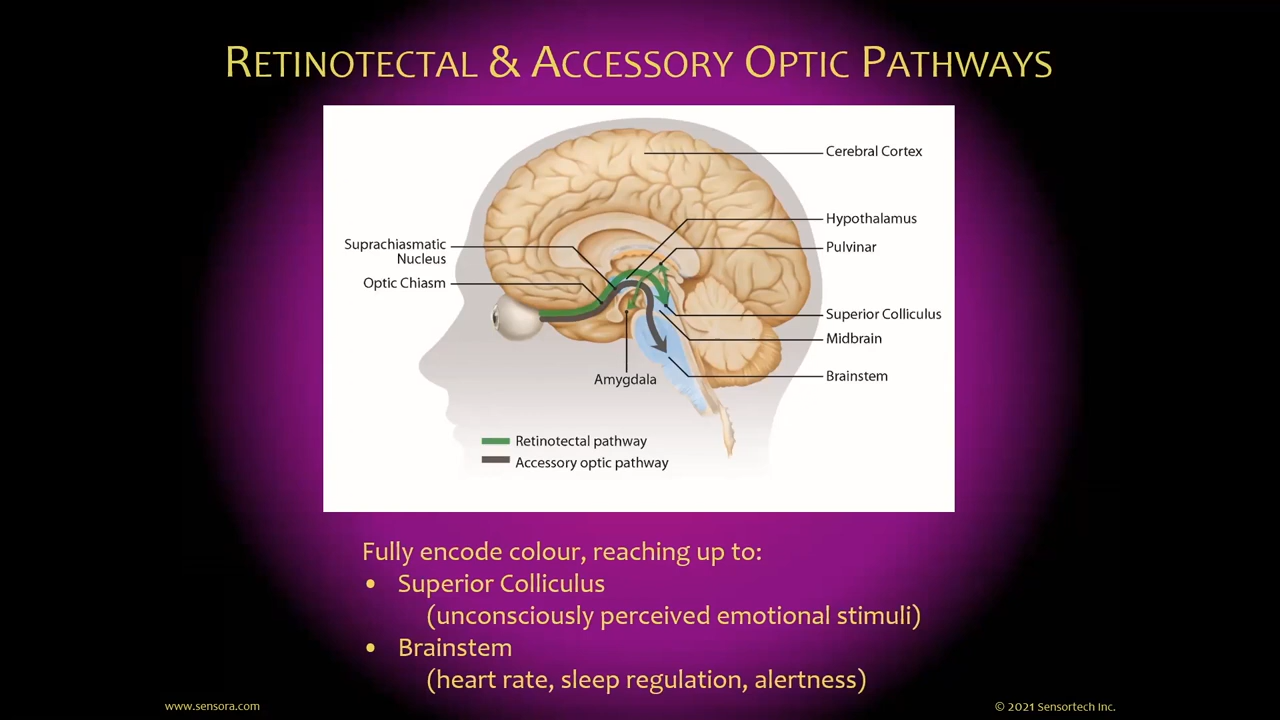 RETINOTECTAL & ACCESSORY OPTIC PATHWAYS
Cerebral Cortex
Hypothalamus
Suprachiasmatic
Nucleus
Pulvinar
Optic Chiasm
Superior Colliculus
Midbrain
Amygdala
Brainstem
Retinotectal pathway
Accessory optic pathway
Fully encode colour, reaching up to:
• Superior Colliculus
(unconsciously perceived emotional stimuli)
• Brainstem
(heart rate, sleep regulation, alertness)
www.sensora.com
© 2021 Sensortech Inc.